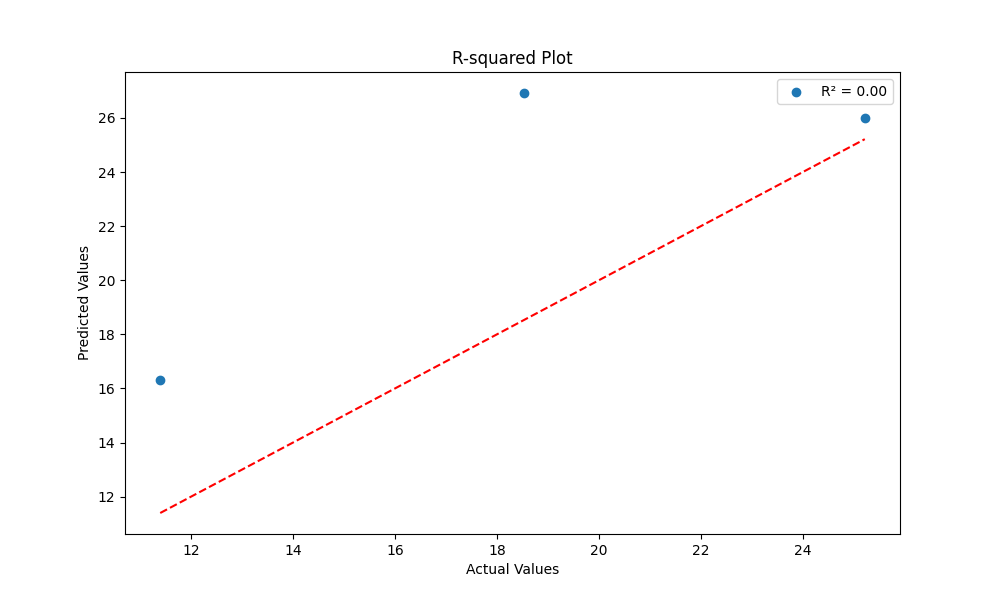 R-squared Plot
R² = 0.00
Predicted Values
26
24
22
20
18
16
14
12
12 14 16 18 20 22 24
Actual Values